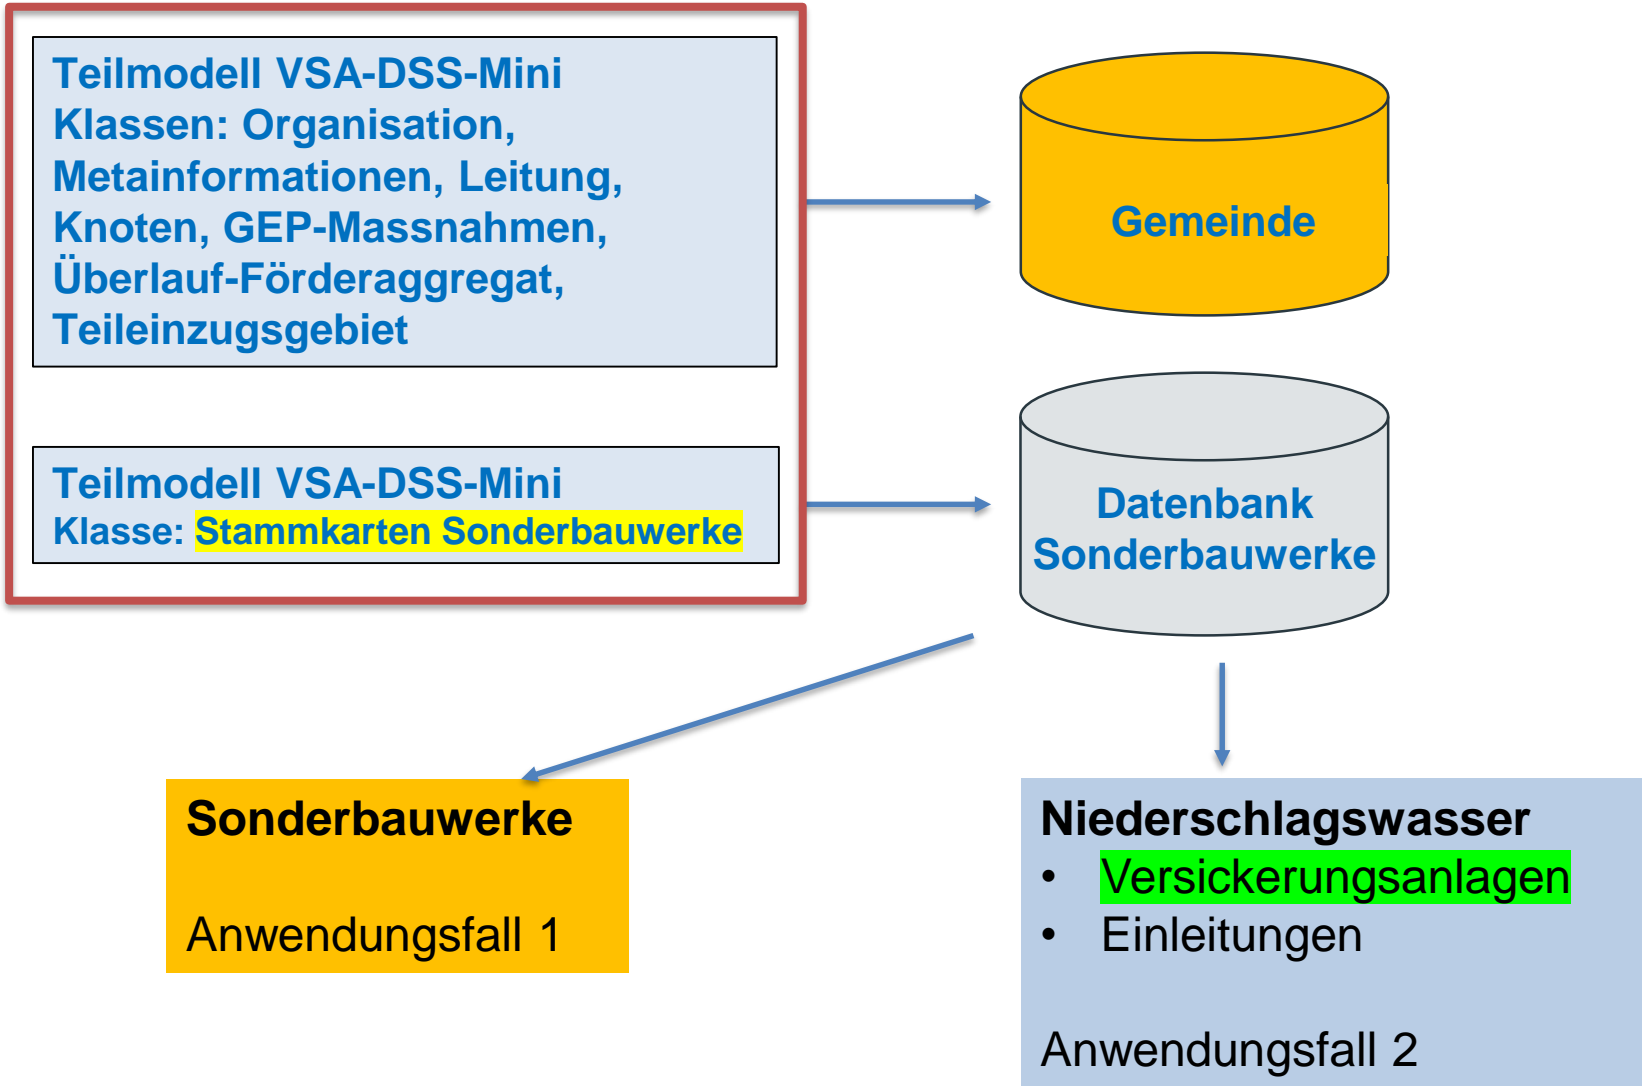 Teilmodell VSA-DSS-Mini
Klassen: Organisation,
Metainformationen, Leitung,
Knoten, GEP-Massnahmen,
Überlauf-Förderaggregat,
Teileinzugsgebiet
Gemeinde
Teilmodell VSA-DSS-Mini
Klasse: Stammkarten Sonderbauwerke
Datenbank
Sonderbauwerke
Sonderbauwerke
Anwendungsfall 1
Niederschlagswasser
• Versickerungsanlagen
• Einleitungen
Anwendungsfall 2